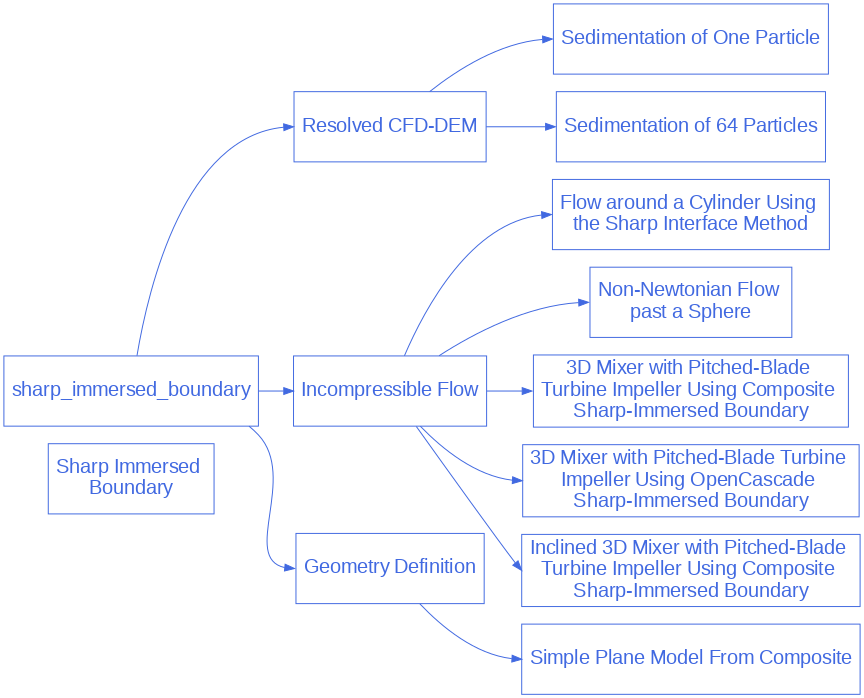 Sedimentation of One Particle
Resolved CFD-DEM
Sedimentation of 64 Particles
Flow around a Cylinder Using
the Sharp Interface Method
Non-Newtonian Flow
past a Sphere
sharp_immersed_boundary
Incompressible Flow
3D Mixer with Pitched-Blade
Turbine Impeller Using Composite
Sharp-Immersed Boundary
Sharp Immersed
Boundary
3D Mixer with Pitched-Blade Turbine
Impeller Using OpenCascade
Sharp-Immersed Boundary
Geometry Definition
Inclined 3D Mixer with Pitched-Blade
Turbine Impeller Using Composite
Sharp-Immersed Boundary
Simple Plane Model From Composite